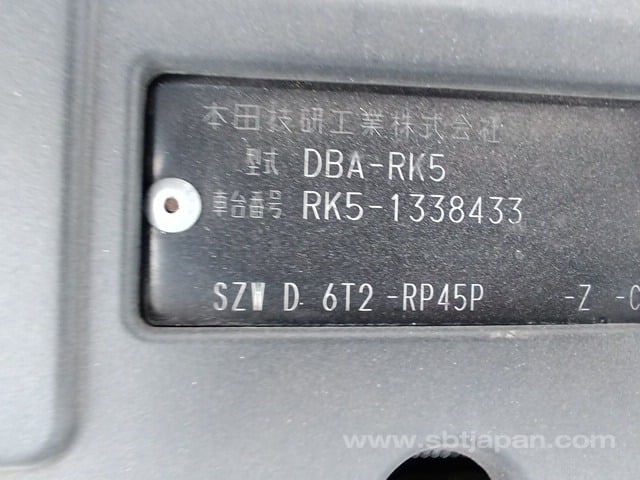 本田技研工業株式会社
型式 DBA-RK5
車台番号 RK5-1338433
SZW D 6T2 -RP45P -Z -C
www.sbtjapan.com